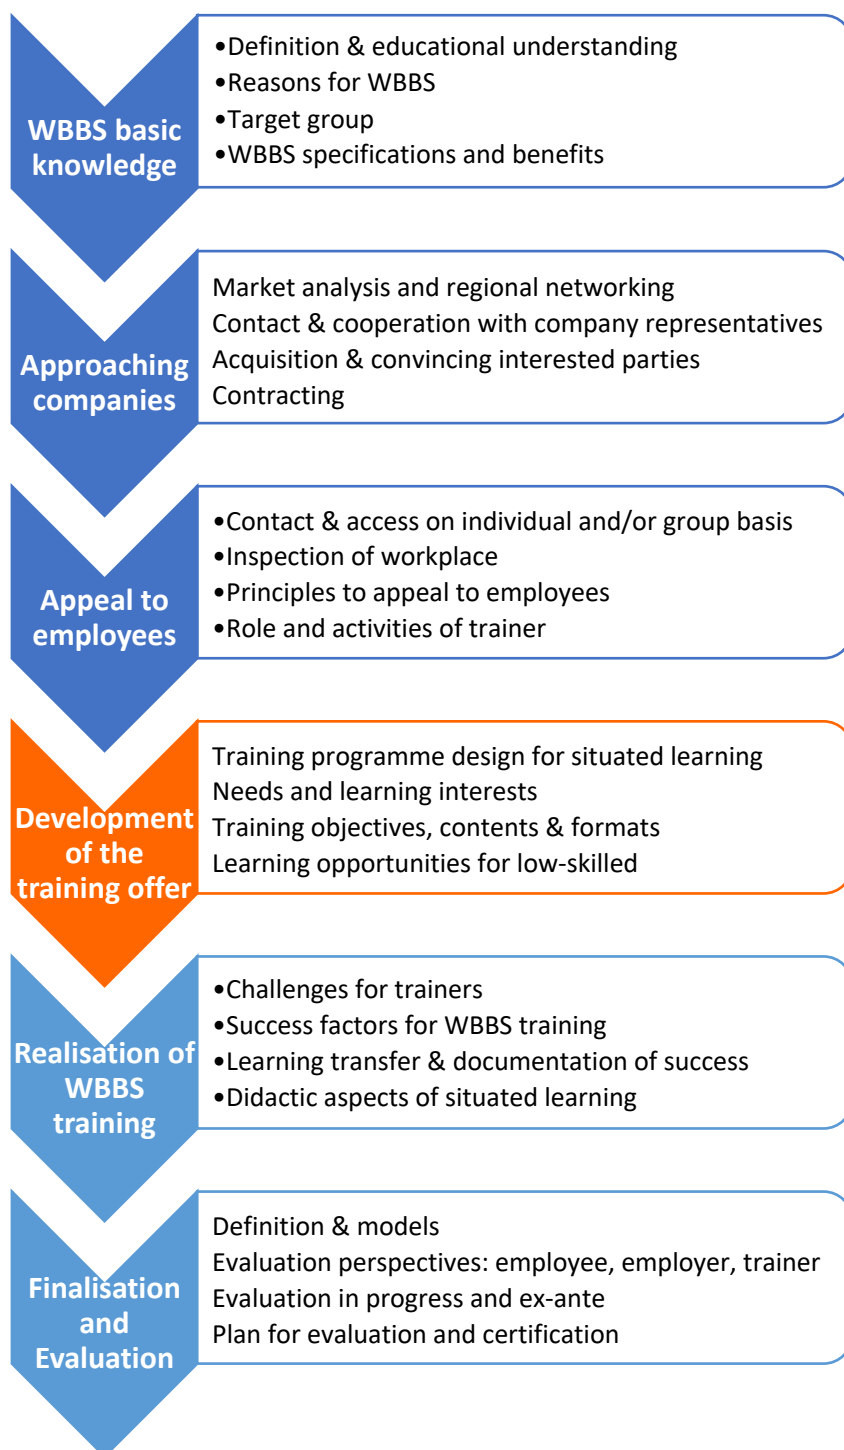 WBBS basic
knowledge
•Definition & educational understanding
•Reasons for WBBS
•Target group
•WBBS specifications and benefits
Approaching
companies
Market analysis and regional networking
Contact & cooperation with company representatives
Acquisition & convincing interested parties
Contracting
Appeal to
employees
•Contact & access on individual and/or group basis
•Inspection of workplace
•Principles to appeal to employees
•Role and activities of trainer
Development
of the
training offer
Training programme design for situated learning
Needs and learning interests
Training objectives, contents & formats
Learning opportunities for low-skilled
Realisation of
WBBS
training
•Challenges for trainers
•Success factors for WBBS training
•Learning transfer & documentation of success
•Didactic aspects of situated learning
Finalisation
and
Evaluation
Definition & models
Evaluation perspectives: employee, employer, trainer
Evaluation in progress and ex-ante
Plan for evaluation and certification